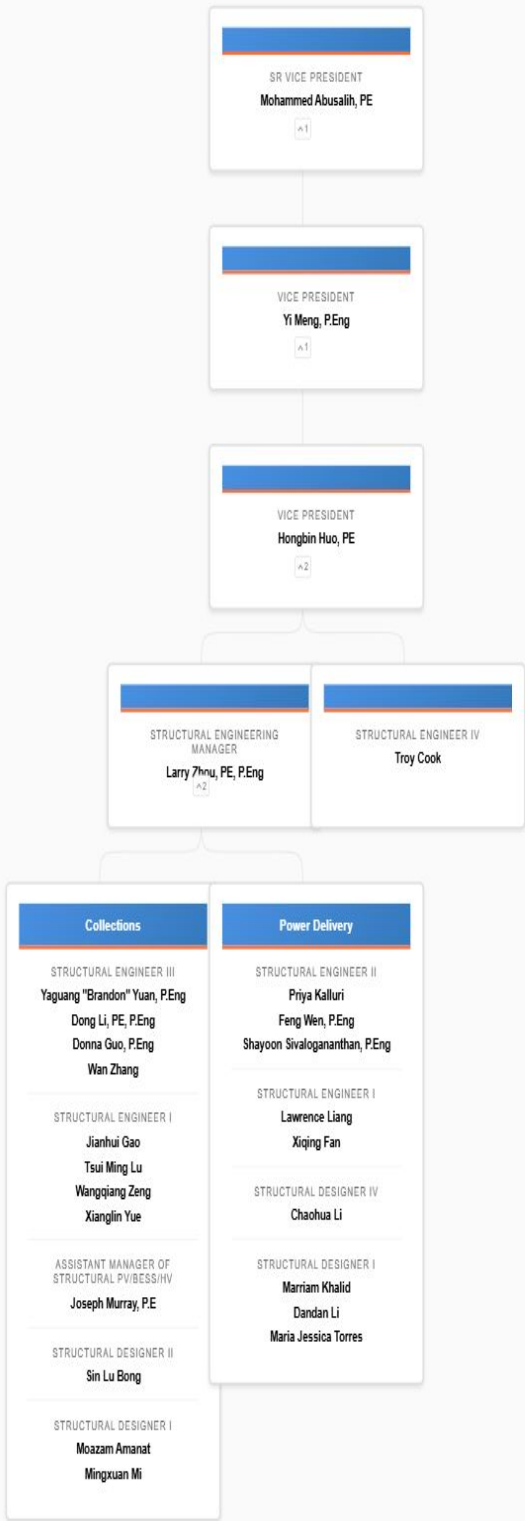 SR VICE PRESIDENT
Mohammed Abusalih, PE
^1
VICE PRESIDENT
Yi Meng, P.Eng
^1
VICE PRESIDENT
Hongbin Huo, PE
^2
STRUCTURAL ENGINEERING
MANAGER
Larry Zhou, PE, P.Eng
^2
STRUCTURAL ENGINEER IV
Troy Cook
Collections
STRUCTURAL ENGINEER III
Yaguang "Brandon" Yuan, P.Eng
Dong Li, PE, P.Eng
Donna Guo, P.Eng
Wan Zhang
STRUCTURAL ENGINEER I
Jianhui Gao
Tsui Ming Lu
Wangqiang Zeng
Xianglin Yue
ASSISTANT MANAGER OF
STRUCTURAL PV/BESS/HV
Joseph Murray, P.E
STRUCTURAL DESIGNER II
Sin Lu Bong
STRUCTURAL DESIGNER I
Moazam Amanat
Mingxuan Mi
Power Delivery
STRUCTURAL ENGINEER II
Priya Kalluri
Feng Wen, P.Eng
Shayoon Sivalogananthan, P.Eng
STRUCTURAL ENGINEER I
Lawrence Liang
Xiqing Fan
STRUCTURAL DESIGNER IV
Chaohua Li
STRUCTURAL DESIGNER I
Marriam Khalid
Dandan Li
Maria Jessica Torres